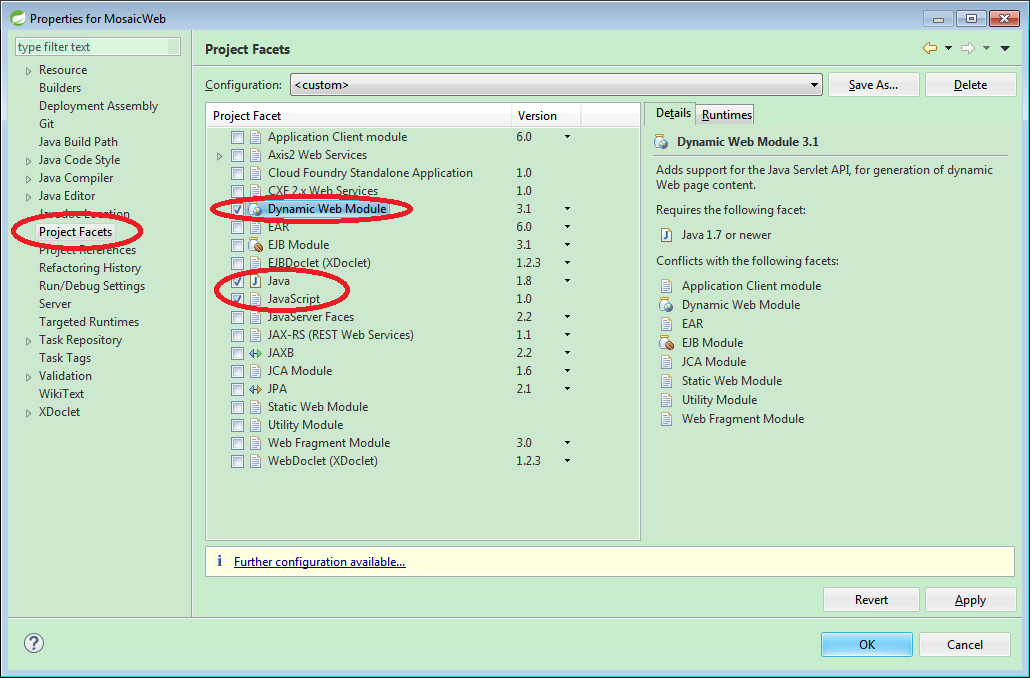 Properties for MosaicWeb
type filter text
Resource
Builders
Deployment Assembly
Git
Java Build Path
Java Code Style
Java Compiler
Java Editor
Javadoc Location
Project Facets
Project References
Refactoring History
Run/Debug Settings
Server
Targeted Runtimes
Task Repository
Task Tags
Validation
WikiText
XDoclet
Project Facets
Configuration: <custom> Save As... Delete
Project Facet Version
Application Client module 6.0
Axis2 Web Services
Cloud Foundry Standalone Application 1.0
CXF 2.x Web Services 1.0
Dynamic Web Module 3.1
EAR 6.0
EJB Module 3.1
EJBDoclet (XDoclet) 1.2.3
Java 1.8
JavaScript 1.0
JavaServer Faces 2.2
JAX-RS (REST Web Services) 1.1
JAXB 2.2
JCA Module 1.6
JPA 2.1
Static Web Module
Utility Module
Web Fragment Module 3.0
WebDoclet (XDoclet) 1.2.3
Details Runtimes
Dynamic Web Module 3.1
Adds support for the Java Servlet API, for generation of dynamic
Web page content.
Requires the following facet:
Java 1.7 or newer
Conflicts with the following facets:
Application Client module
Dynamic Web Module
EAR
EJB Module
JCA Module
Static Web Module
Utility Module
Web Fragment Module
Further configuration available...
Revert Apply
OK Cancel